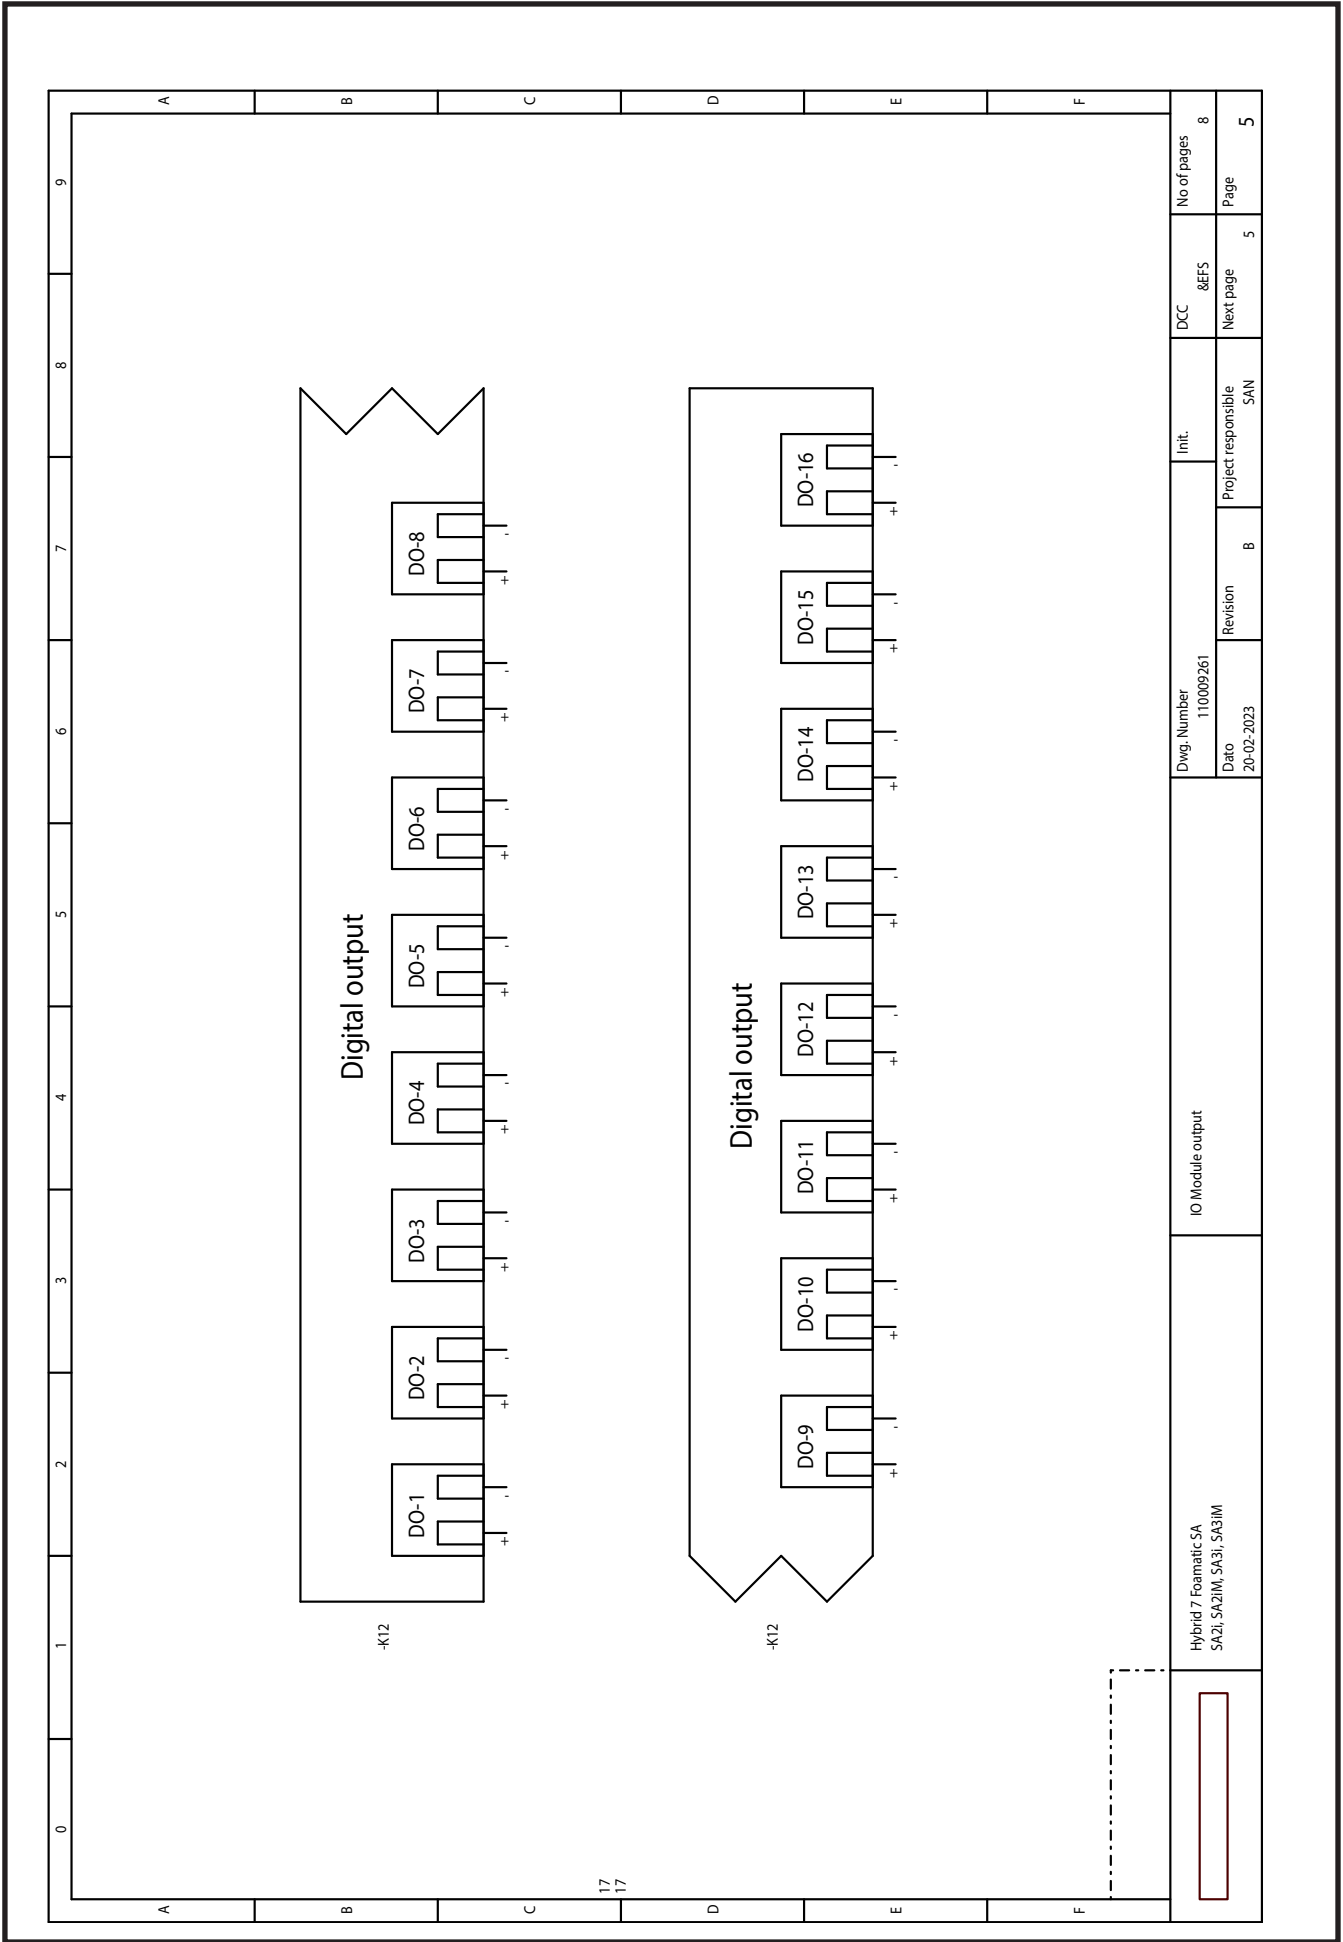 0 1 2 3 4 5 6 7 8 9
A A
B B
C C
D D
E E
F F
-K12
Digital output
DO-1 DO-2 DO-3 DO-4 DO-5 DO-6 DO-7 DO-8
+ - + - + - + - + - + - + - + -
17
17
-K12
Digital output
DO-9 DO-10 DO-11 DO-12 DO-13 DO-14 DO-15 DO-16
+ - + - + - + - + - + - + - + -
Hybrid 7 Foamatic SA
SA2i, SA2iM, SA3i, SA3iM
IO Module output
Dwg. Number
110009261
Init.
DCC
&EFS
No of pages
8
Dato
20-02-2023
Revision
B
Project responsible
SAN
Next page
5
Page
5